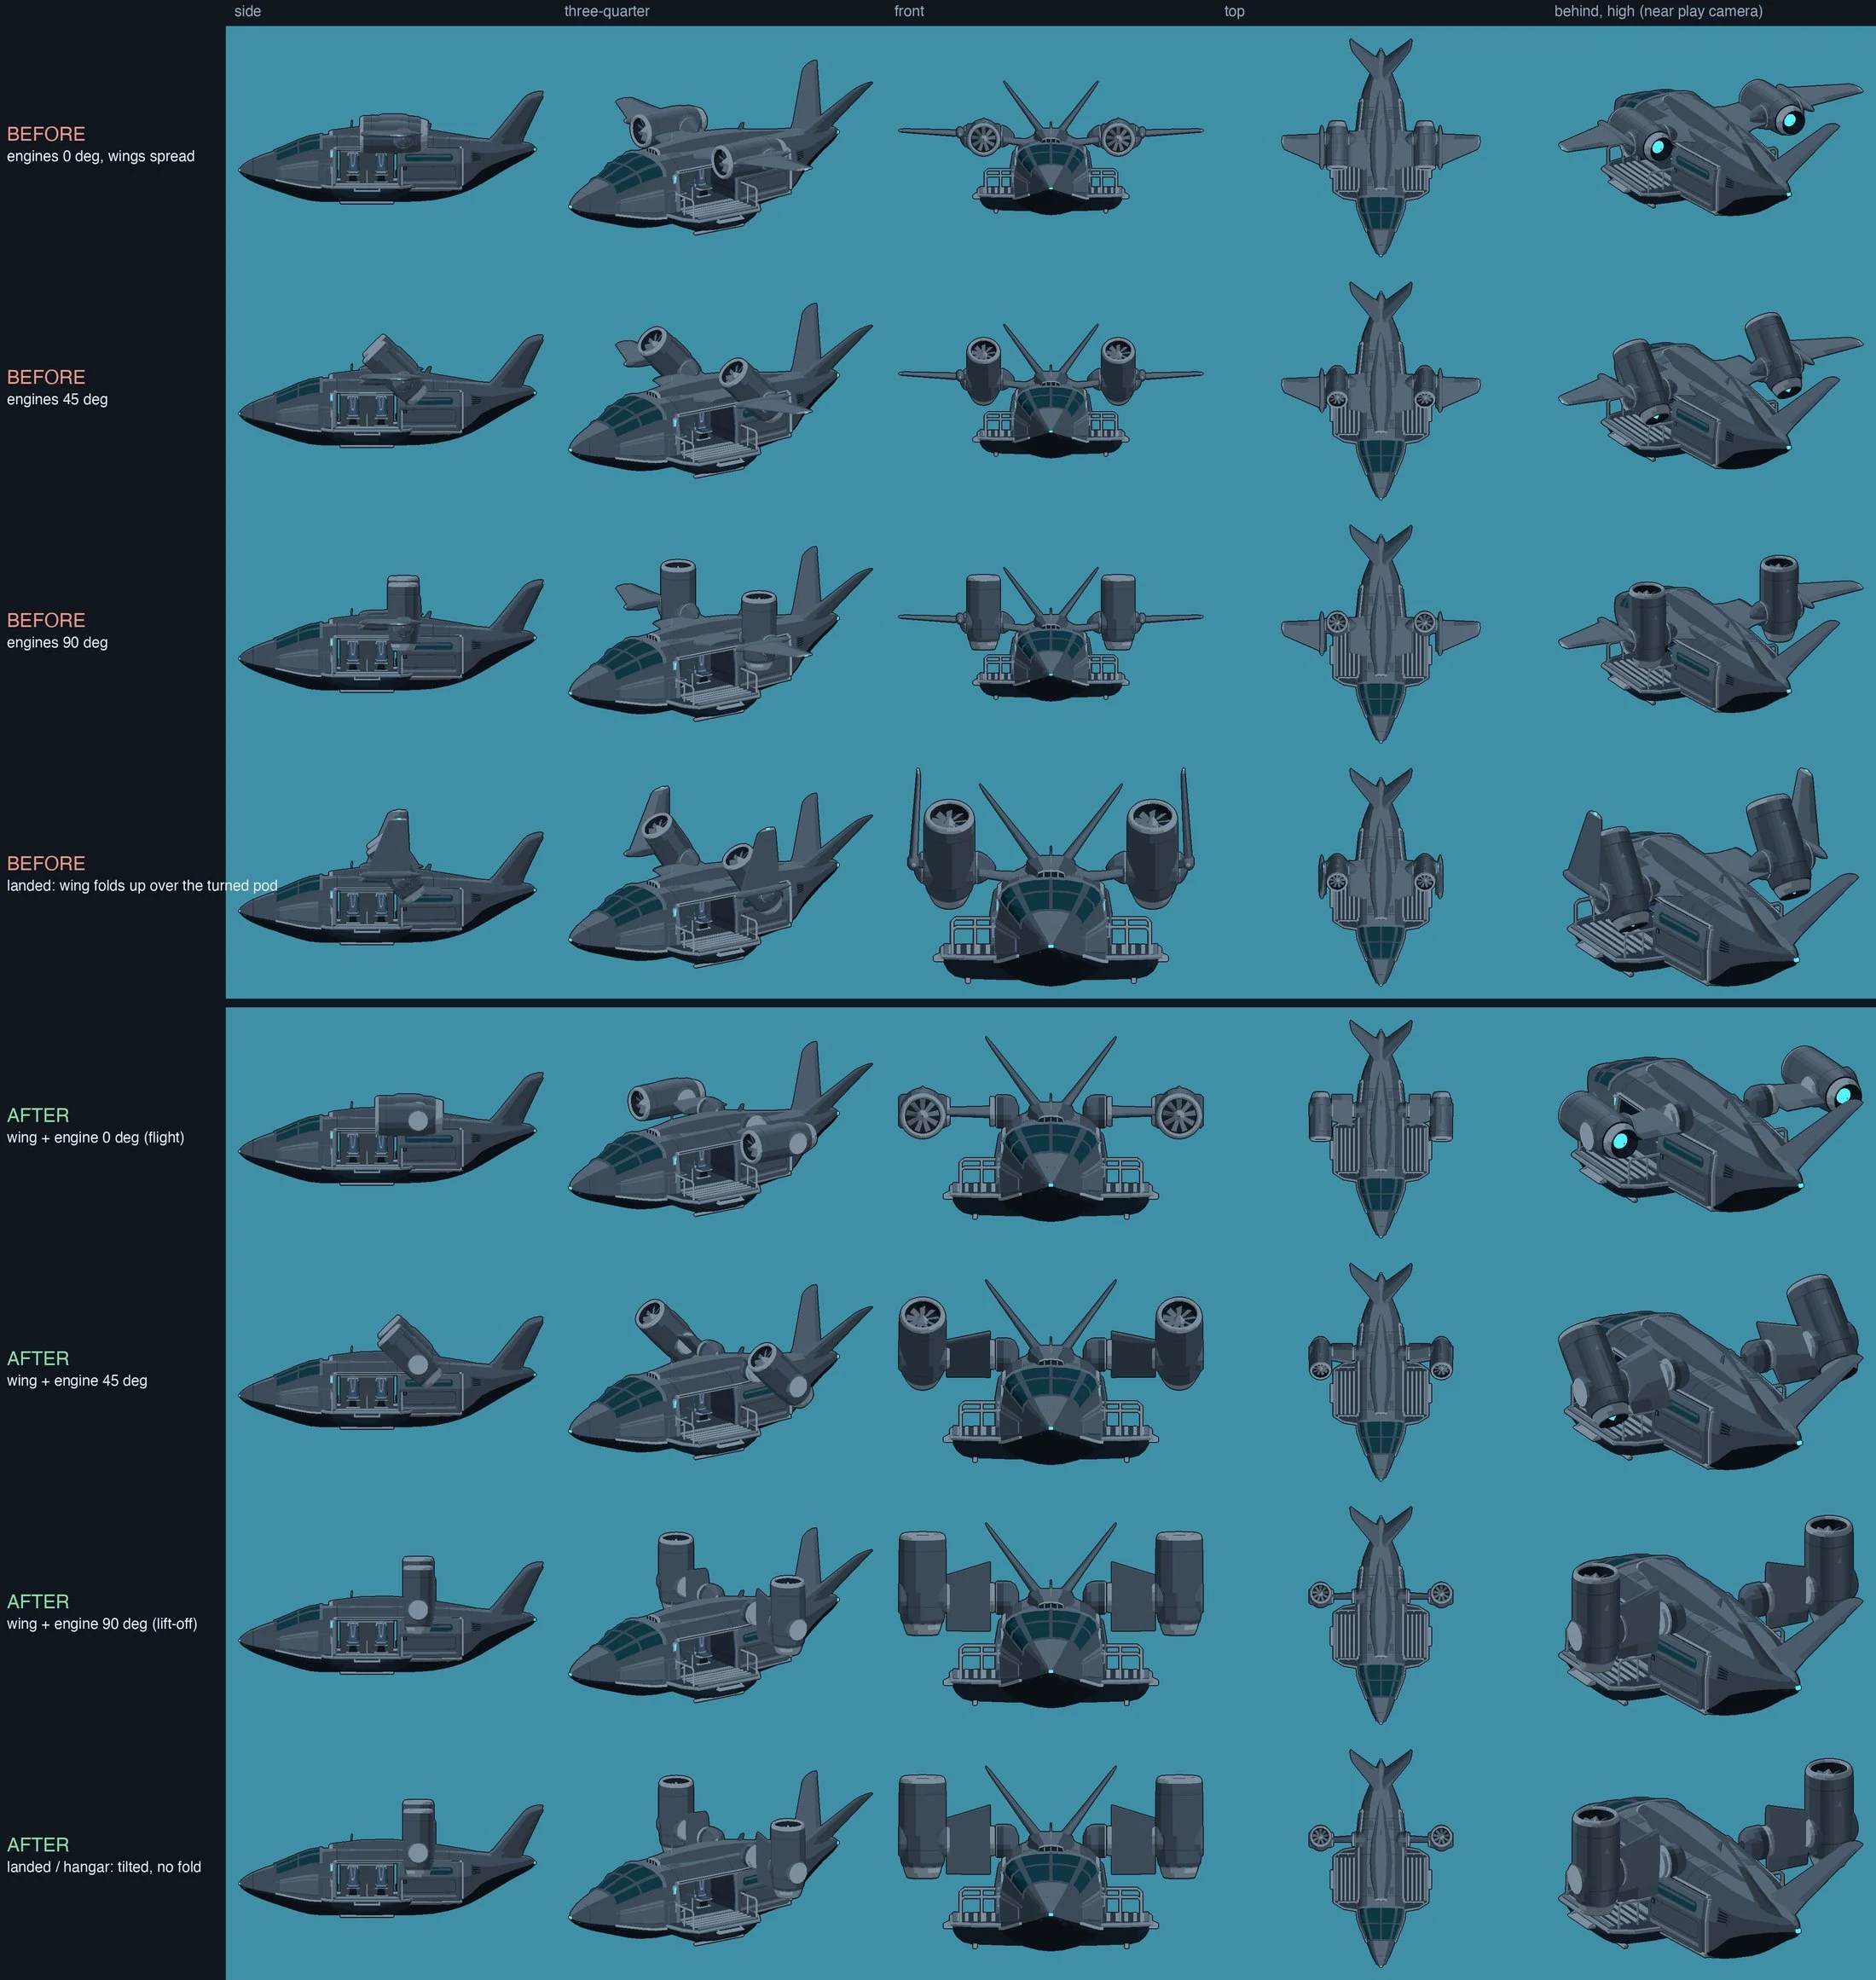 side
three-quarter
front
top
behind, high (near play camera)
BEFORE
engines 0 deg, wings spread
BEFORE
engines 45 deg
BEFORE
engines 90 deg
BEFORE
landed: wing folds up over the turned pod
AFTER
wing + engine 0 deg (flight)
AFTER
wing + engine 45 deg
AFTER
wing + engine 90 deg (lift-off)
AFTER
landed / hangar: tilted, no fold